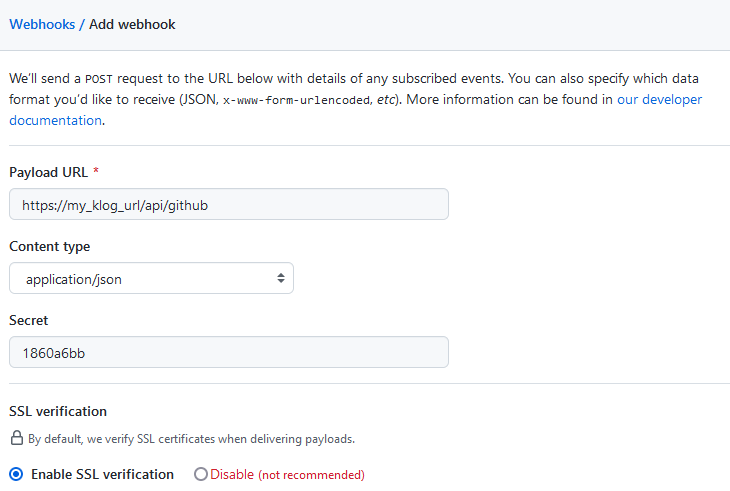 Webhooks / Add webhook
We'll send a POST request to the URL below with details of any subscribed events. You can also specify which data
format you'd like to receive (JSON, x-www-form-urlencoded, etc). More information can be found in our developer
documentation.
Payload URL *
https://my_klog_url/api/github
Content type
application/json
Secret
1860a6bb
SSL verification
By default, we verify SSL certificates when delivering payloads.
Enable SSL verification Disable (not recommended)